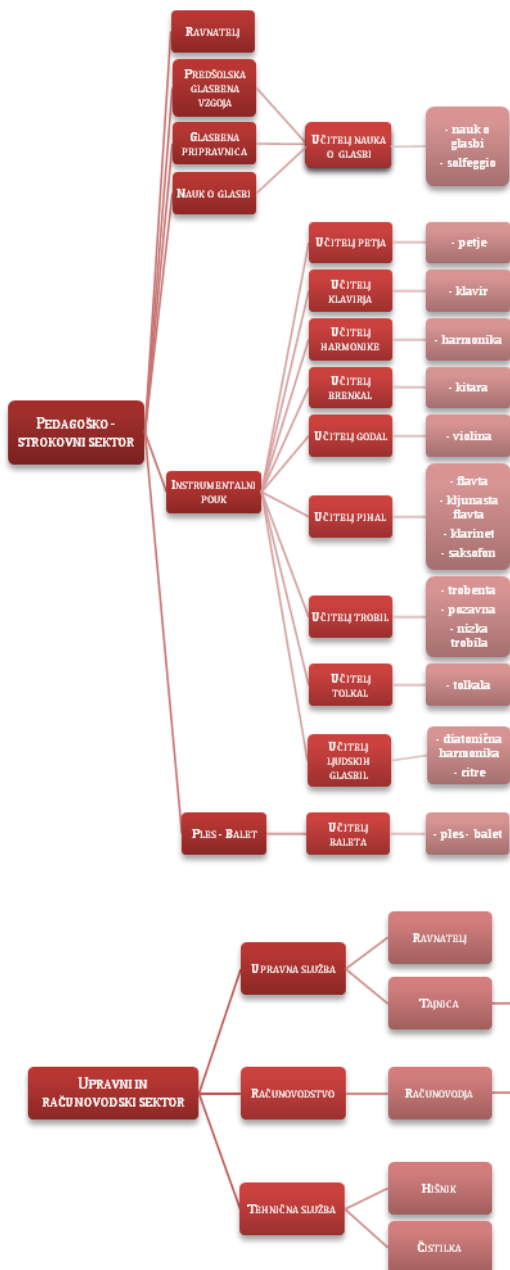 RAVNATELJ
PREDŠOLSKA
GLASBENA
VZGOJA
GLASBENA
PRIPRAVNICA
NAUK O GLASBI
UČITELJ NAUKA
O GLASBI
- nauk o
glasbi
- solfeggio
PEDAGOŠKO -
STROKOVNI SEKTOR
INSTRUMENTALNI
POUK
UČITELJ PETJA
- petje
UČITELJ
KLAVIRJA
- klavir
UČITELJ
HARMONIKE
- harmonika
UČITELJ
BRENKAL
- kitara
UČITELJ GODAL
- violina
UČITELJ PIHAL
- flavta
- kljunasta
flavta
- klarinet
- saksofon
UČITELJ TROBIL
- trobenta
- pozavna
- nizka
trobila
UČITELJ
TOLKAL
- tolkala
UČITELJ
LJUDSKIH
GLASBIL
- diatonična
harmonika
- citre
PLES - BALET
UČITELJ
BALETA
- ples - balet
UPRAVNI IN
RAČUNOVODSKI SEKTOR
UPRAVNA SLUŽBA
RAVNATELJ
TAJNICA
RAČUNOVODSTVO
RAČUNOVODJA
TEHNIČNA SLUŽBA
HIŠNIK
ČISTILKA